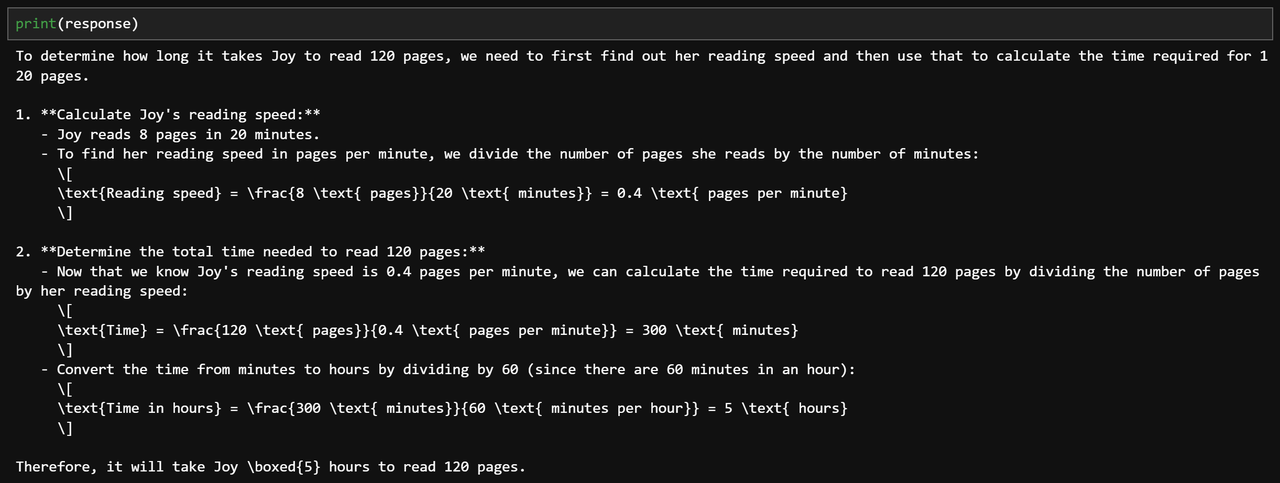 print(response)
To determine how long it takes Joy to read 120 pages, we need to first find out her reading speed and then use that to calculate the time required for 1
20 pages.
1. **Calculate Joy's reading speed:**
- Joy reads 8 pages in 20 minutes.
- To find her reading speed in pages per minute, we divide the number of pages she reads by the number of minutes:
\[
\text{Reading speed} = \frac{8 \text{ pages}}{20 \text{ minutes}} = 0.4 \text{ pages per minute}
\]
2. **Determine the total time needed to read 120 pages:**
- Now that we know Joy's reading speed is 0.4 pages per minute, we can calculate the time required to read 120 pages by dividing the number of pages
by her reading speed:
\[
\text{Time} = \frac{120 \text{ pages}}{0.4 \text{ pages per minute}} = 300 \text{ minutes}
\]
- Convert the time from minutes to hours by dividing by 60 (since there are 60 minutes in an hour):
\[
\text{Time in hours} = \frac{300 \text{ minutes}}{60 \text{ minutes per hour}} = 5 \text{ hours}
\]
Therefore, it will take Joy \boxed{5} hours to read 120 pages.